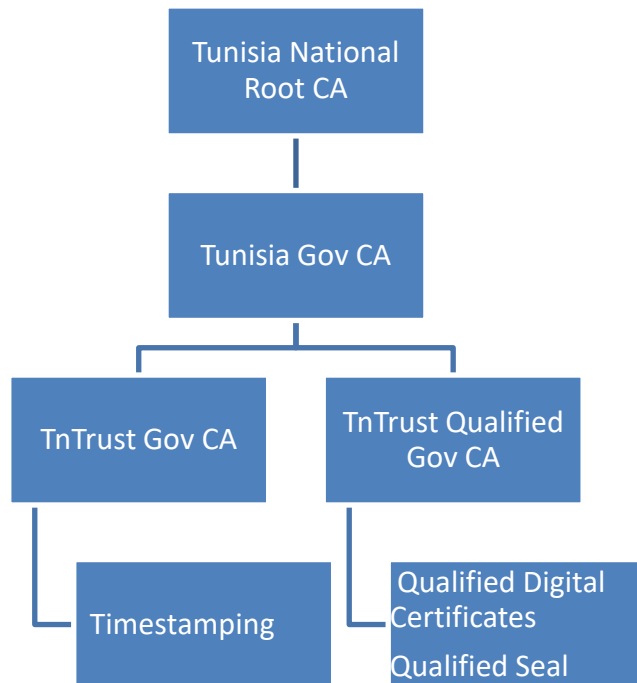 Tunisia National
Root CA
Tunisia Gov CA
TnTrust Gov CA
TnTrust Qualified
Gov CA
Timestamping
Qualified Digital
Certificates
Qualified Seal